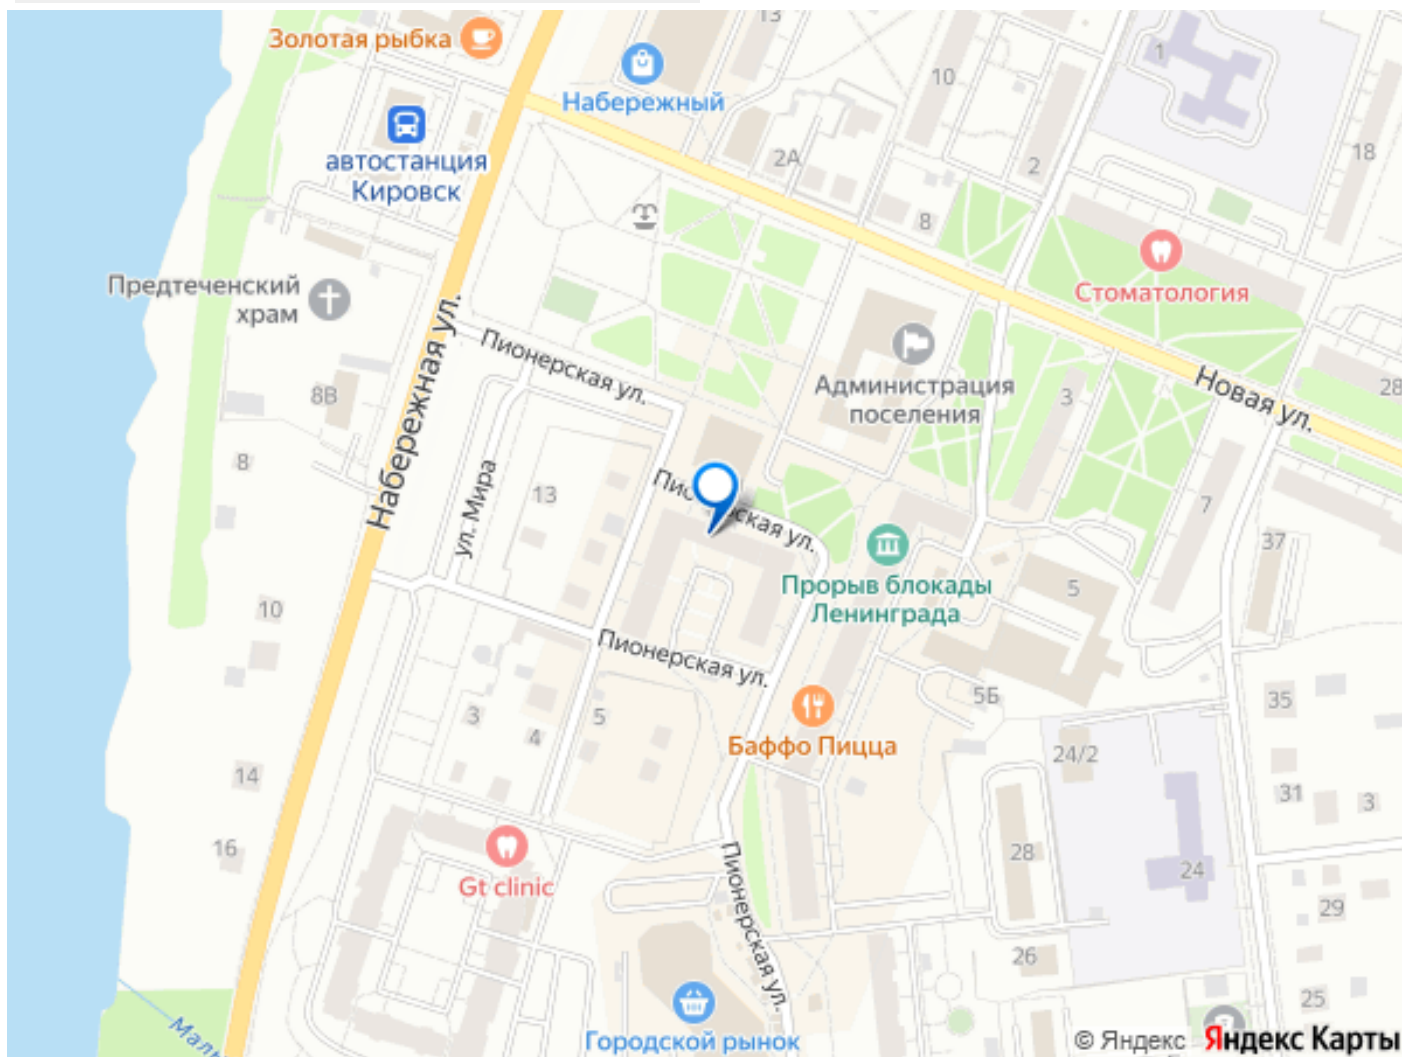 13
Золотая рыбка
1
10
Набережный
автостанция
Кировск
2А
2
18
8
Предтеченский
храм
Стоматология
Пионерская ул.
Администрация
поселения
8В
3
Новая ул.
28
Набережная ул.
8
ул. Мира
13
Пионерская ул.
7
37
Прорыв блокады
Ленинграда
5
10
Пионерская ул.
5Б
35
3
4
5
Баффо Пицца
24/2
14
31
3
16
28
24
Gt clinic
Пионерская ул.
29
26
25
Городской рынок
© Яндекс Яндекс Карты